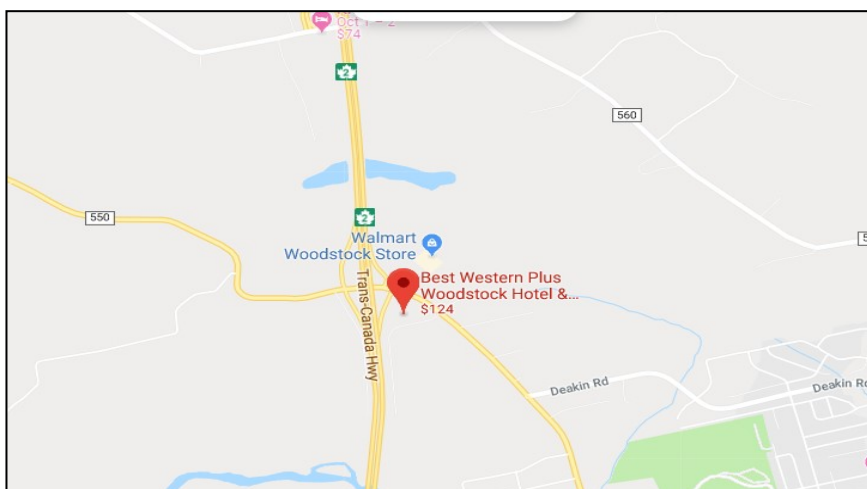 Oct 1 – 2
$74
2
560
550
2
Walmart
Woodstock Store
Best Western Plus
Woodstock Hotel &...
$124
Trans-Canada Hwy
Deakin Rd
Deakin Rd